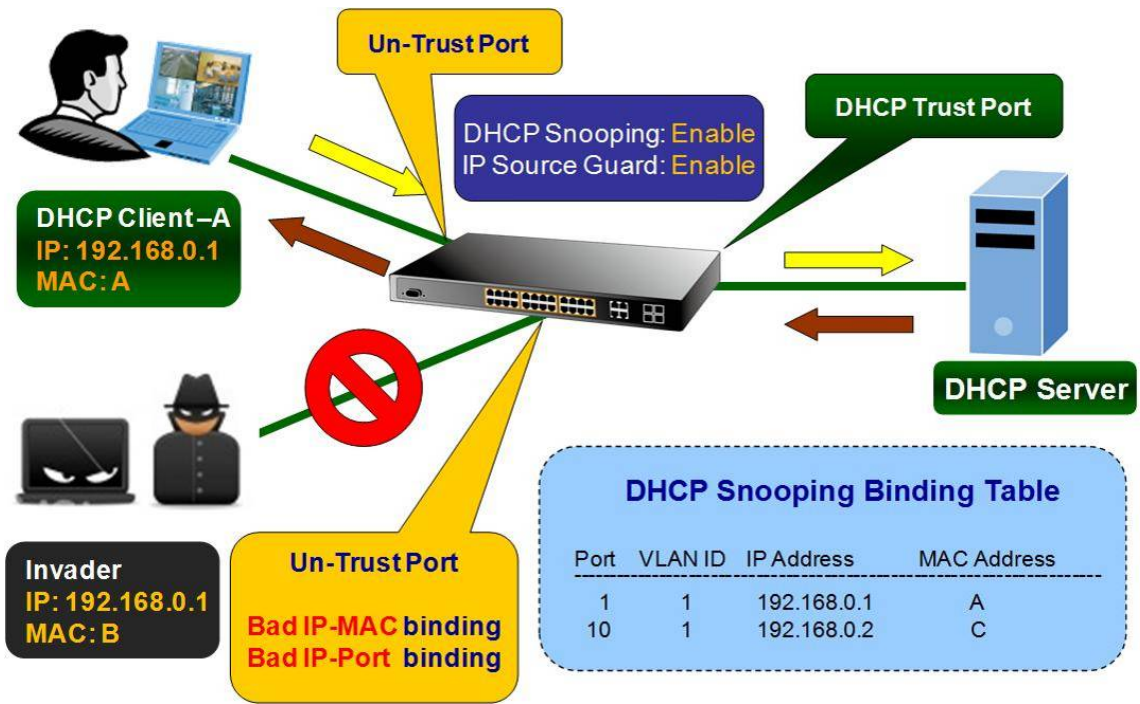 Un-Trust Port
DHCP Snooping: Enable
IP Source Guard: Enable
DHCP Trust Port
DHCP Client–A
IP: 192.168.0.1
MAC: A
DHCP Server
Invader
IP: 192.168.0.1
MAC: B
Un-Trust Port
Bad IP-MAC binding
Bad IP-Port binding
DHCP Snooping Binding Table
Port VLAN ID IP Address MAC Address
1 1 192.168.0.1 A
10 1 192.168.0.2 C